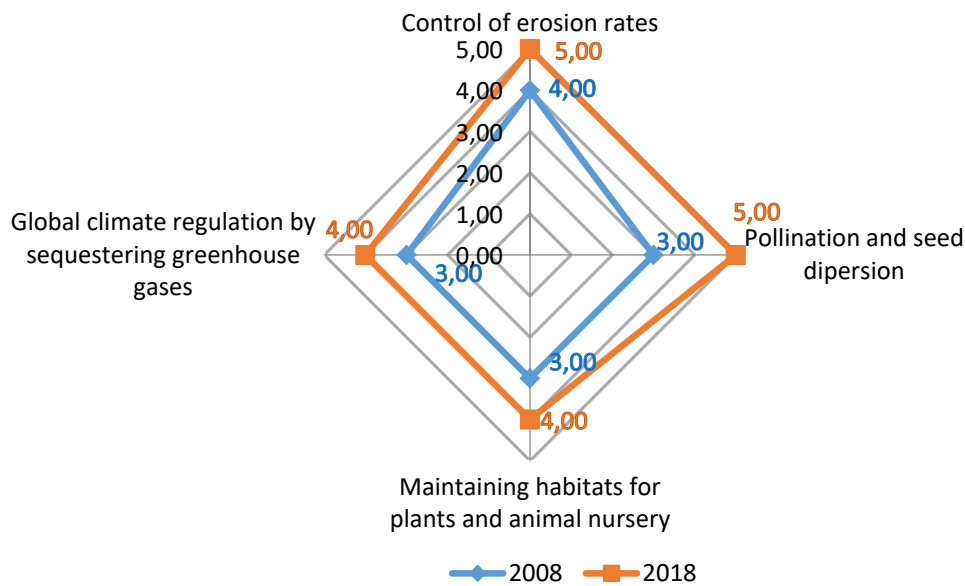 Control of erosion rates
5,00
5,00
4,00
4,00
3,00
2,00
1,00
0,00
5,00
3,00
Pollination and seed
dipersion
Global climate regulation by
sequestering greenhouse
gases
4,00
3,00
3,00
4,00
Maintaining habitats for
plants and animal nursery
2008
2018